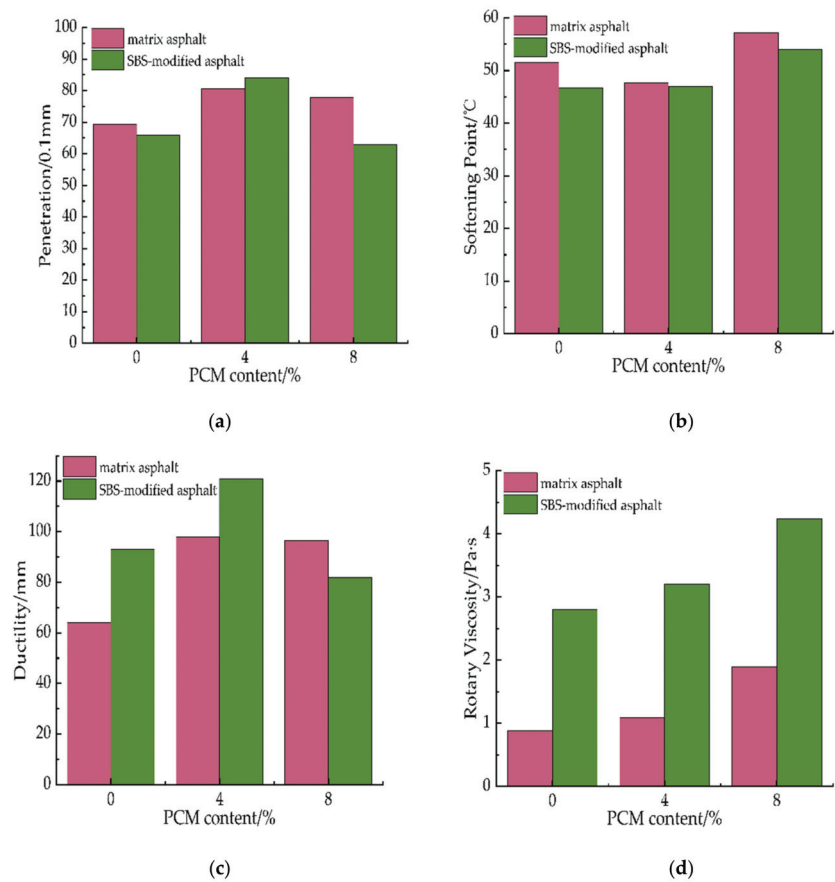 100
90
80
70
60
50
40
30
20
10
0
Penetration/0.1mm
matrix asphalt
SBS-modified asphalt
0 4 8
PCM content/%
(a)
60
50
40
30
20
10
0
Softening Point/℃
matrix asphalt
SBS-modified asphalt
0 4 8
PCM content/%
(b)
120
100
80
60
40
20
0
Ductility/mm
matrix asphalt
SBS-modified asphalt
0 4 8
PCM content/%
(c)
5
4
3
2
1
0
Rotary Viscosity/Pa·s
matrix asphalt
SBS-modified asphalt
0 4 8
PCM content/%
(d)